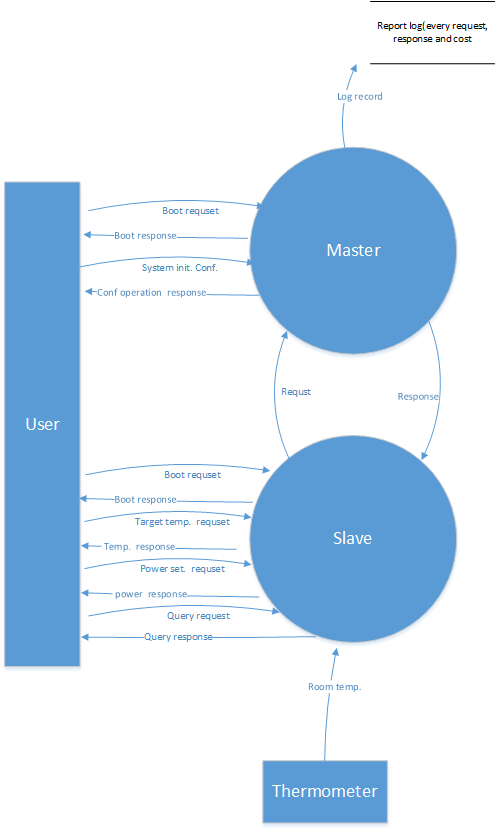 Report log(every request,
response and cost
Log record
Boot requset
Boot response
Master
System init. Conf.
Conf operation  response
Requst
Response
User
Boot requset
Boot response
Target temp.  requset
Slave
Temp.  response
Power set.  requset
power  response
Query request
Query response
Room temp.
Thermometer